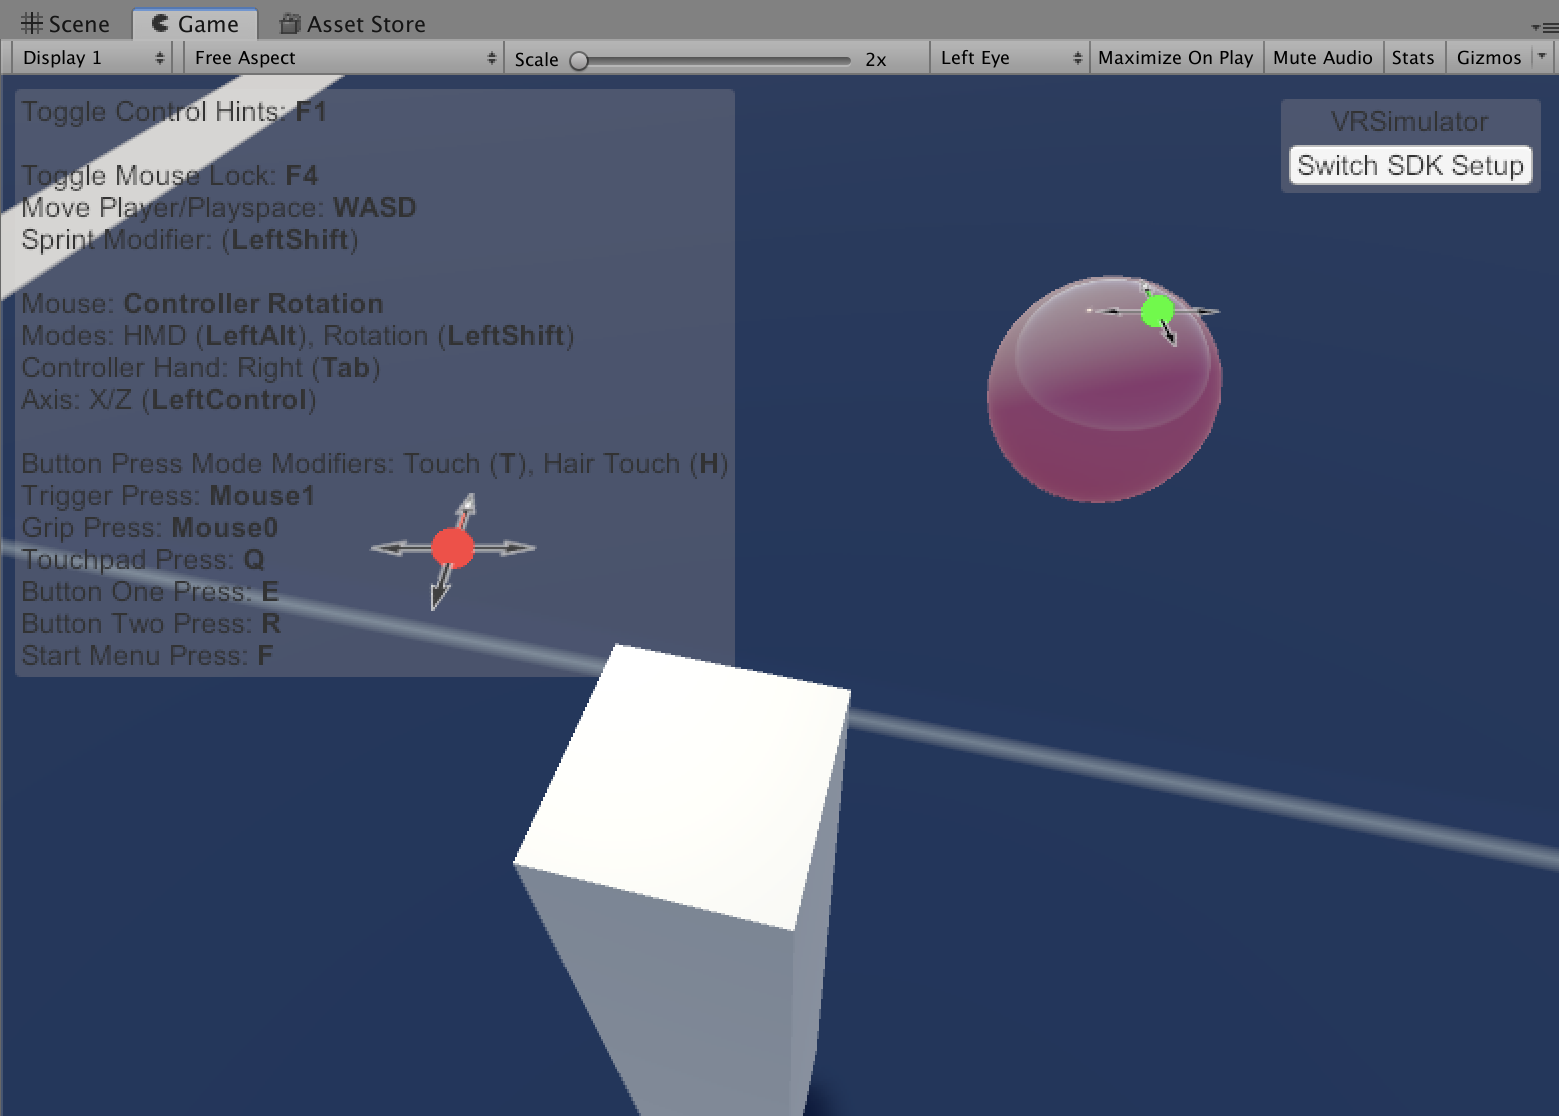 Scene
Game
Asset Store
Display 1
Free Aspect
Scale
2x
Left Eye
Maximize On Play
Mute Audio
Stats
Gizmos
Toggle Control Hints: F1
Toggle Mouse Lock: F4
Move Player/Playspace: WASD
Sprint Modifier: (LeftShift)
Mouse: Controller Rotation
Modes: HMD (LeftAlt), Rotation (LeftShift)
Controller Hand: Right (Tab)
Axis: X/Z (LeftControl)
Button Press Mode Modifiers: Touch (T), Hair Touch (H)
Trigger Press: Mouse1
Grip Press: Mouse0
Touchpad Press: Q
Button One Press: E
Button Two Press: R
Start Menu Press: F
VRSimulator
Switch SDK Setup